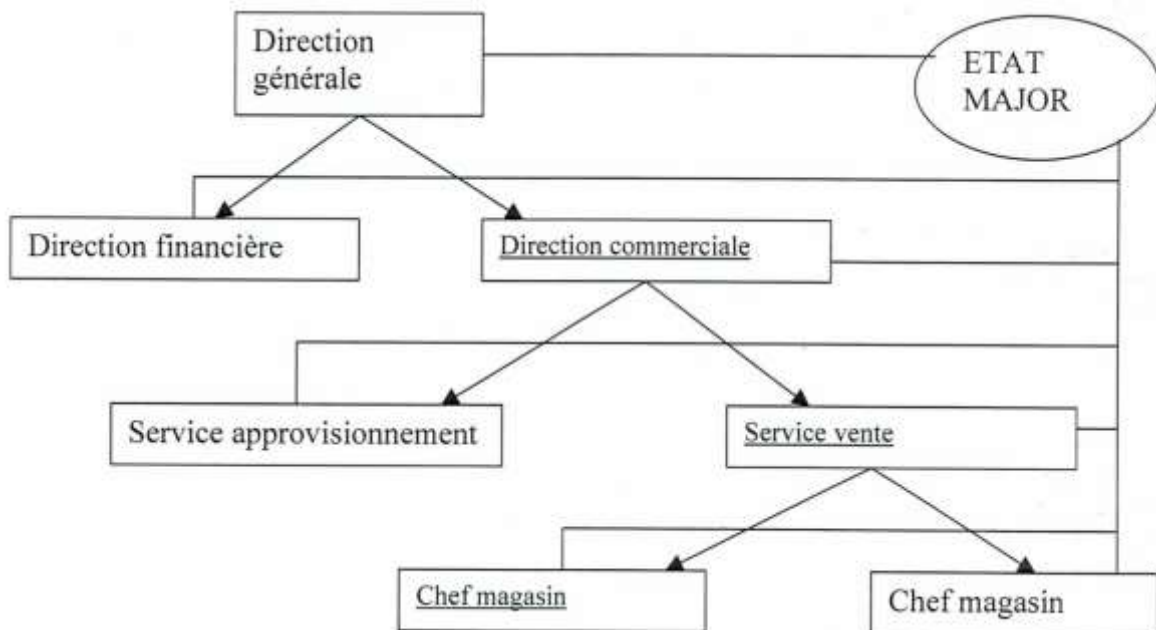 Direction
générale
ETAT
MAJOR
Direction financière
Direction commerciale
Service approvisionnement
Service vente
Chef magasin
Chef magasin